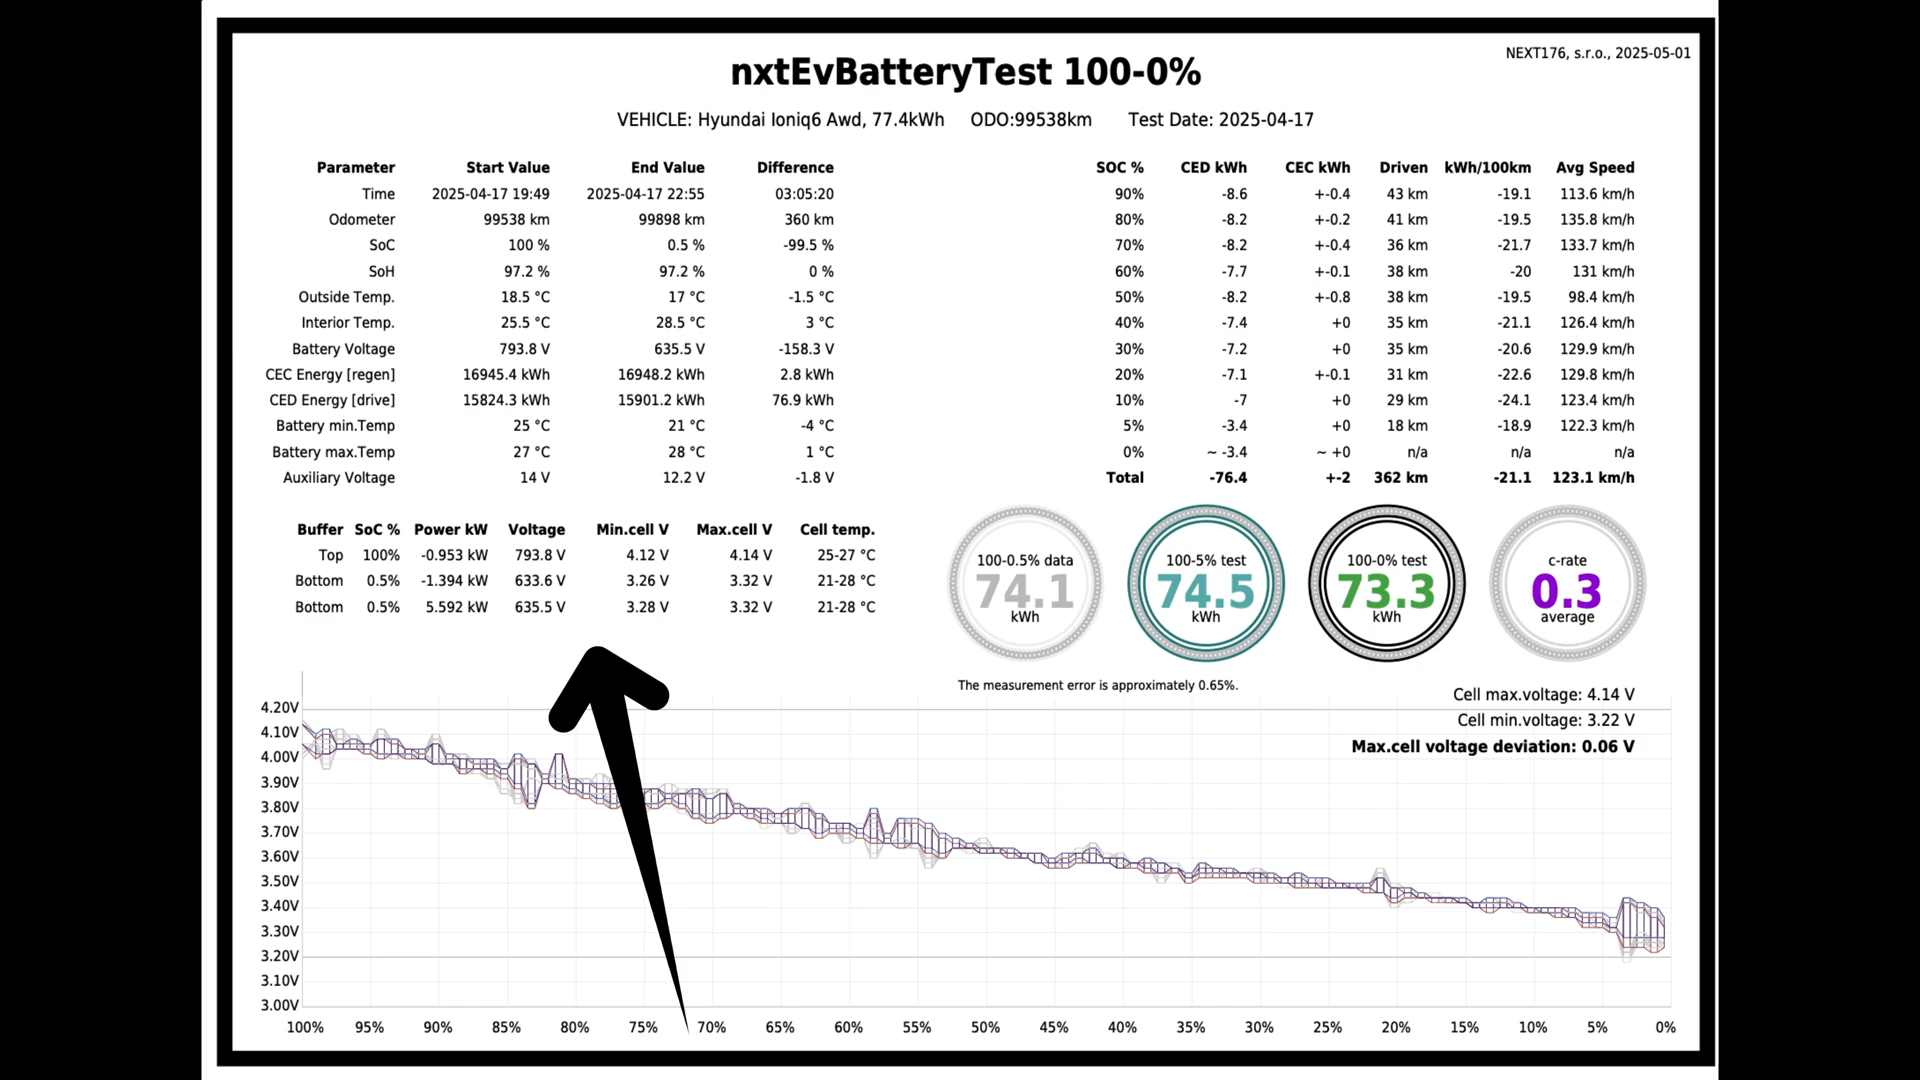 NEXT176, s.r.o., 2025-05-01
nxtEvBatteryTest 100-0%
VEHICLE: Hyundai Ioniq6 Awd, 77.4kWh ODO:99538km Test Date: 2025-04-17
Parameter Start Value End Value Difference
Time 2025-04-17 19:49 2025-04-17 22:55 03:05:20
Odometer 99538 km 99898 km 360 km
SoC 100 % 0.5 % -99.5 %
SoH 97.2 % 97.2 % 0 %
Outside Temp. 18.5 °C 17 °C -1.5 °C
Interior Temp. 25.5 °C 28.5 °C 3 °C
Battery Voltage 793.8 V 635.5 V -158.3 V
CEC Energy [regen] 16945.4 kWh 16948.2 kWh 2.8 kWh
CED Energy [drive] 15824.3 kWh 15901.2 kWh 76.9 kWh
Battery min.Temp 25 °C 21 °C -4 °C
Battery max.Temp 27 °C 28 °C 1 °C
Auxiliary Voltage 14 V 12.2 V -1.8 V
SOC % CED kWh CEC kWh Driven kWh/100km Avg Speed
90% -8.6 +-0.4 43 km -19.1 113.6 km/h
80% -8.2 +-0.2 41 km -19.5 135.8 km/h
70% -8.2 +-0.4 36 km -21.7 133.7 km/h
60% -7.7 +-0.1 38 km -20 131 km/h
50% -8.2 +-0.8 38 km -19.5 98.4 km/h
40% -7.4 +0 35 km -21.1 126.4 km/h
30% -7.2 +0 35 km -20.6 129.9 km/h
20% -7.1 +-0.1 31 km -22.6 129.8 km/h
10% -7 +0 29 km -24.1 123.4 km/h
5% -3.4 +0 18 km -18.9 122.3 km/h
0% ~ -3.4 ~ +0 n/a n/a n/a
Total -76.4 +-2 362 km -21.1 123.1 km/h
Buffer SoC % Power kW Voltage Min.cell V Max.cell V Cell temp.
Top 100% -0.953 kW 793.8 V 4.12 V 4.14 V 25-27 °C
Bottom 0.5% -1.394 kW 633.6 V 3.26 V 3.32 V 21-28 °C
Bottom 0.5% 5.592 kW 635.5 V 3.28 V 3.32 V 21-28 °C
100-0.5% data
74.1
kWh
100-5% test
74.5
kWh
100-0% test
73.3
kWh
c-rate
0.3
average
The measurement error is approximately 0.65%.
Cell max.voltage: 4.14 V
Cell min.voltage: 3.22 V
Max.cell voltage deviation: 0.06 V
4.20V
4.10V
4.00V
3.90V
3.80V
3.70V
3.60V
3.50V
3.40V
3.30V
3.20V
3.10V
3.00V
100% 95% 90% 85% 80% 75% 70% 65% 60% 55% 50% 45% 40% 35% 30% 25% 20% 15% 10% 5% 0%